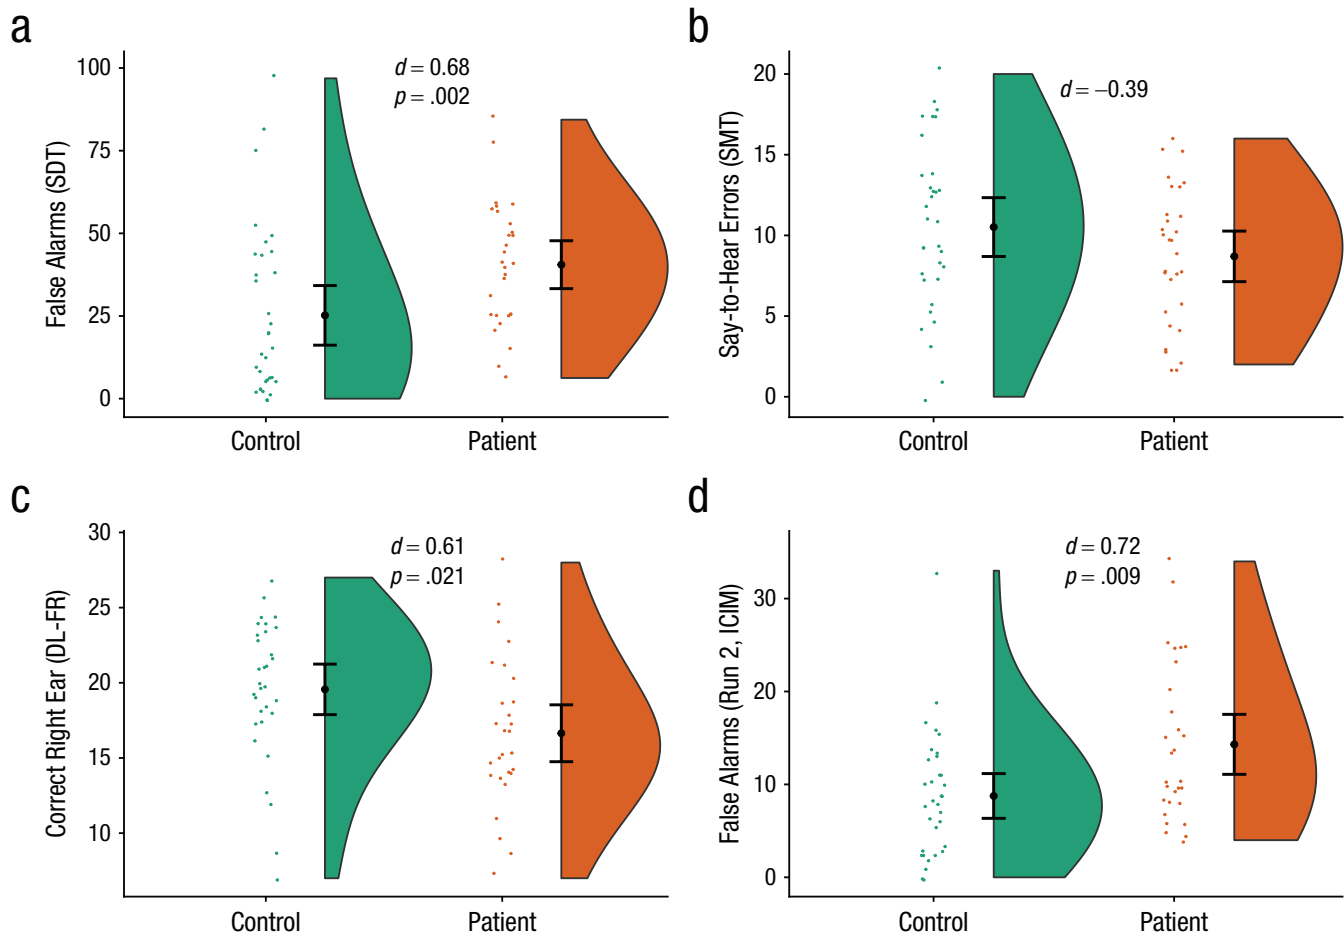 a
False Alarms (SDT)
100
75
50
25
0
d = 0.68
p = .002
Control
Patient
b
Say-to-Hear Errors (SMT)
20
15
10
5
0
d = −0.39
Control
Patient
c
Correct Right Ear (DL-FR)
30
25
20
15
10
d = 0.61
p = .021
Control
Patient
d
False Alarms (Run 2, ICIM)
30
20
10
0
d = 0.72
p = .009
Control
Patient